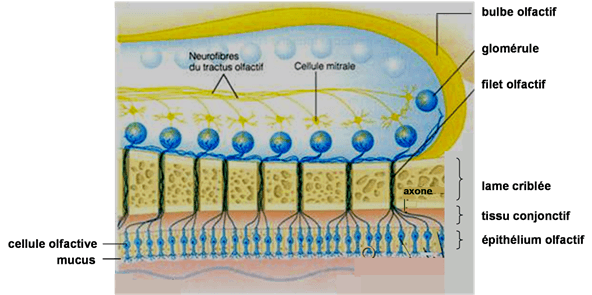 bulbe olfactif
glomérule
Neurofibres
du tractus olfactif
Cellule mitrale
filet olfactif
lame criblée
axone
tissu conjonctif
épithélium olfactif
cellule olfactive
mucus